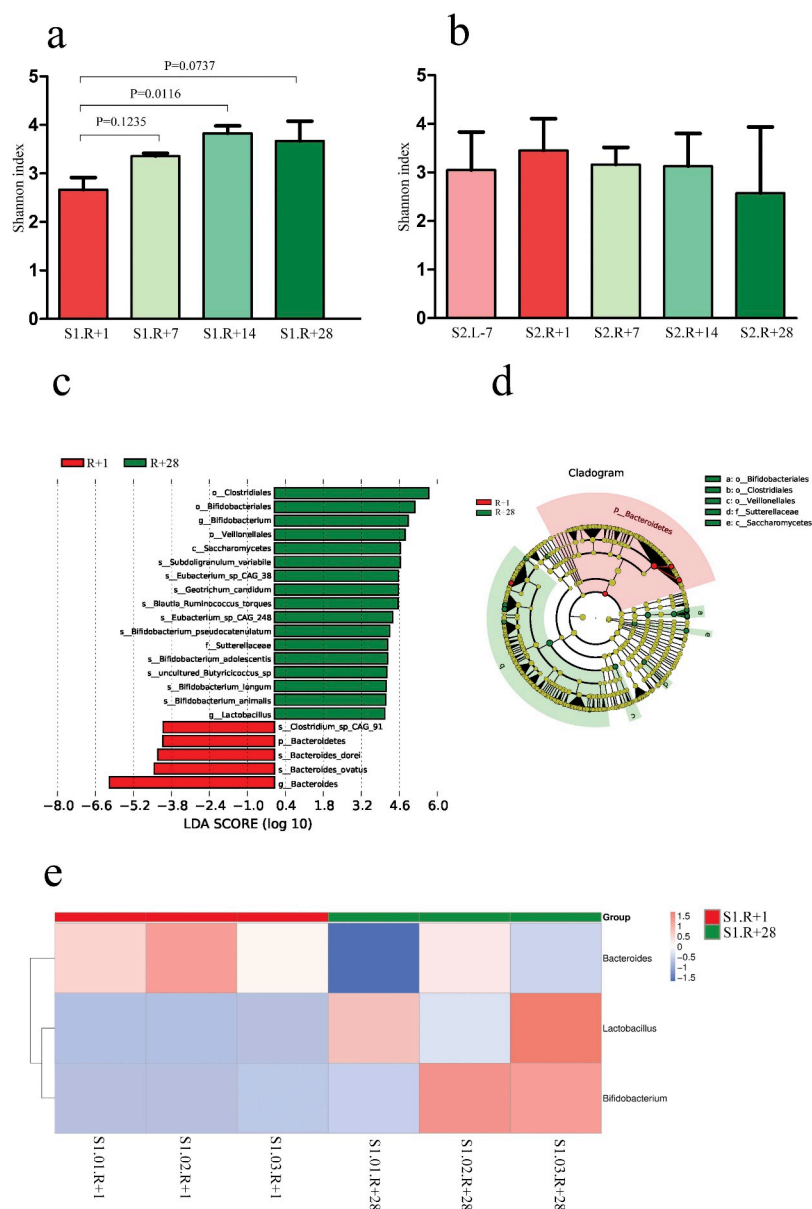 a
P=0.0737
P=0.0116
P=0.1235
Shannon index
5
4
3
2
1
0
S1.R+1 S1.R+7 S1.R+14 S1.R+28
b
Shannon index
5
4
3
2
1
0
S2.L-7 S2.R+1 S2.R+7 S2.R+14 S2.R+28
c
R+1 R+28
o__Clostridiales
o__Bifidobacteriales
g__Bifidobacterium
o__Veillonellales
c__Saccharomycetes
s__Subdoligranulum_variabile
s__Eubacterium_sp_CAG_38
s__Geotrichum_candidum
s__Blautia_Ruminococcus_torques
s__Eubacterium_sp_CAG_248
s__Bifidobacterium_pseudocatenulatum
f__Sutterellaceae
s__Bifidobacterium_adolescentis
s__uncultured_Butyricicoccus_sp
s__Bifidobacterium_longum
s__Bifidobacterium_animalis
g__Lactobacillus
s__Clostridium_sp_CAG_91
p__Bacteroidetes
s__Bacteroides_dorei
s__Bacteroides_ovatus
g__Bacteroides
−8.0 −6.6 −5.2 −3.8 −2.4 −1.0 0.4 1.8 3.2 4.6 6.0
LDA SCORE (log 10)
d
Cladogram
R−1
R−28
a: o__Bifidobacteriales
b: o__Clostridiales
c: o__Veillonellales
d: f__Sutterellaceae
e: c__Saccharomycetes
p__Bacteroidetes
a
e
d
c
b
e
Group
Bacteroides
Lactobacillus
Bifidobacterium
1.5
1
0.5
0
−0.5
−1
−1.5
S1.R+1
S1.R+28
S1.01.R+1
S1.02.R+1
S1.03.R+1
S1.01.R+28
S1.02.R+28
S1.03.R+28